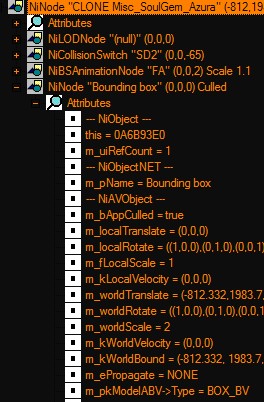 NiNode "CLONE Misc_SoulGem_Azura" (-812,19
Attributes
NiLODNode "(null)" (0,0,0)
NiCollisionSwitch "SD2" (0,0,-65)
NiBSAnimationNode "FA" (0,0,2) Scale 1.1
NiNode "Bounding box" (0,0,0) Culled
Attributes
--- NiObject ---
this = 0A6B93E0
m_uiRefCount = 1
--- NiObjectNET ---
m_pName = Bounding box
--- NiAVObject ---
m_bAppCulled = true
m_localTranslate = (0,0,0)
m_localRotate = ((1,0,0),(0,1,0),(0,0,1)
m_fLocalScale = 1
m_kLocalVelocity = (0,0,0)
m_worldTranslate = (-812.332,1983.7,
m_worldRotate = ((1,0,0),(0,1,0),(0,0,
m_worldScale = 2
m_kWorldVelocity = (0,0,0)
m_kWorldBound = (-812.332, 1983.7,
m_ePropagate = NONE
m_pkModelABV->Type = BOX_BV